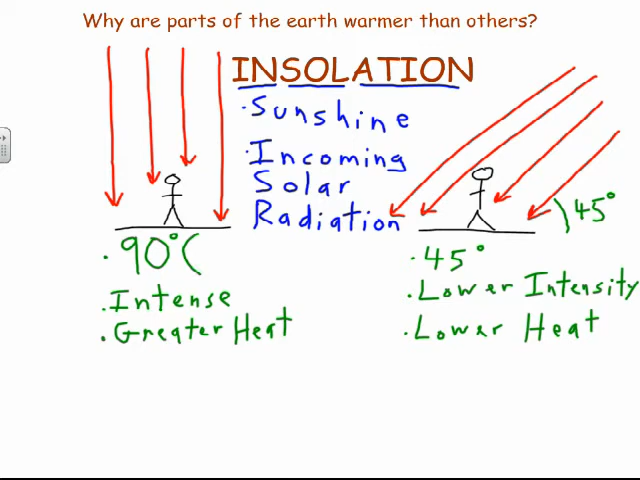 Why are parts of the earth warmer than others?
INSOLATION
·Sunshine
·Incoming
Solar
Radiation
45°
·90°(
·Intense
·Greater Heat
·45°
·Lower Intensity
·Lower Heat